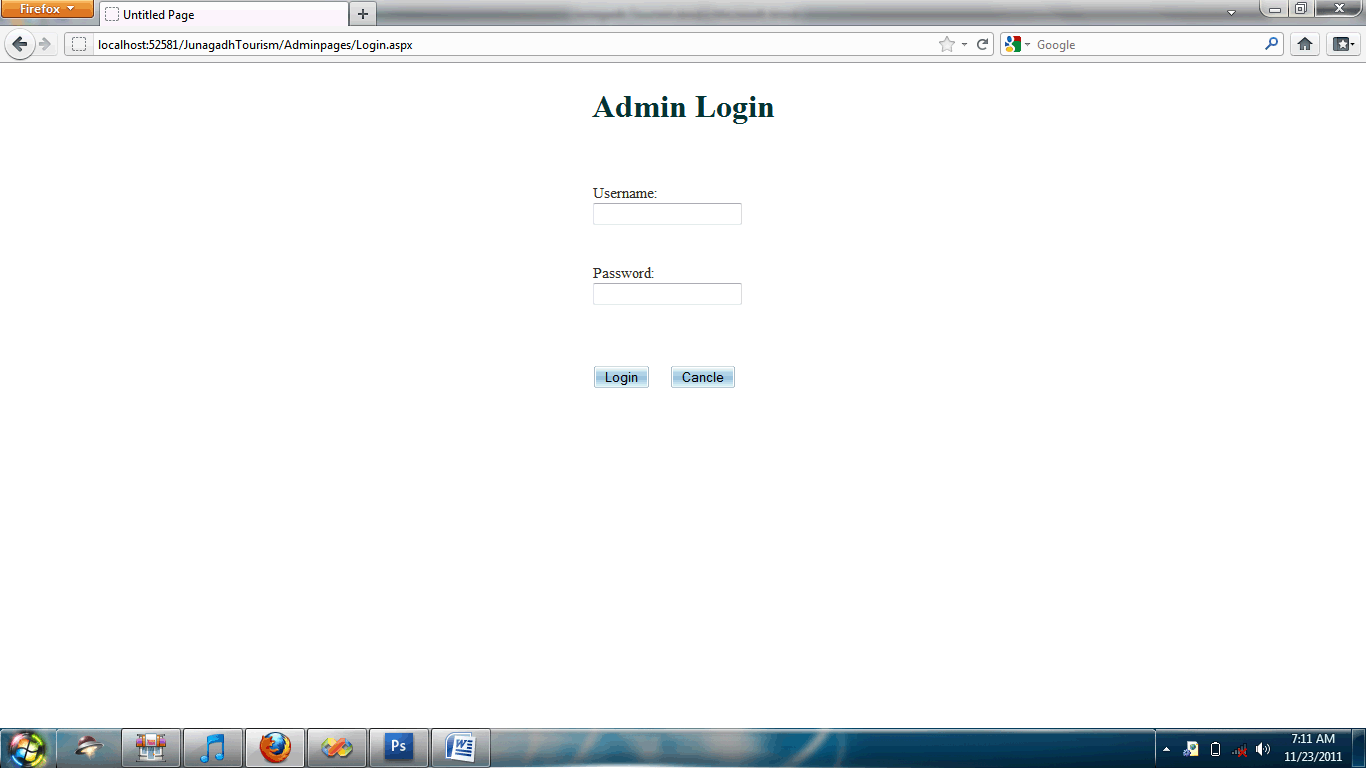 Firefox
Untitled Page
localhost:52581/JunagadhTourism/Adminpages/Login.aspx
Google
Admin Login
Username:
Password:
Login Cancle
Ps
W
7:11 AM
11/23/2011